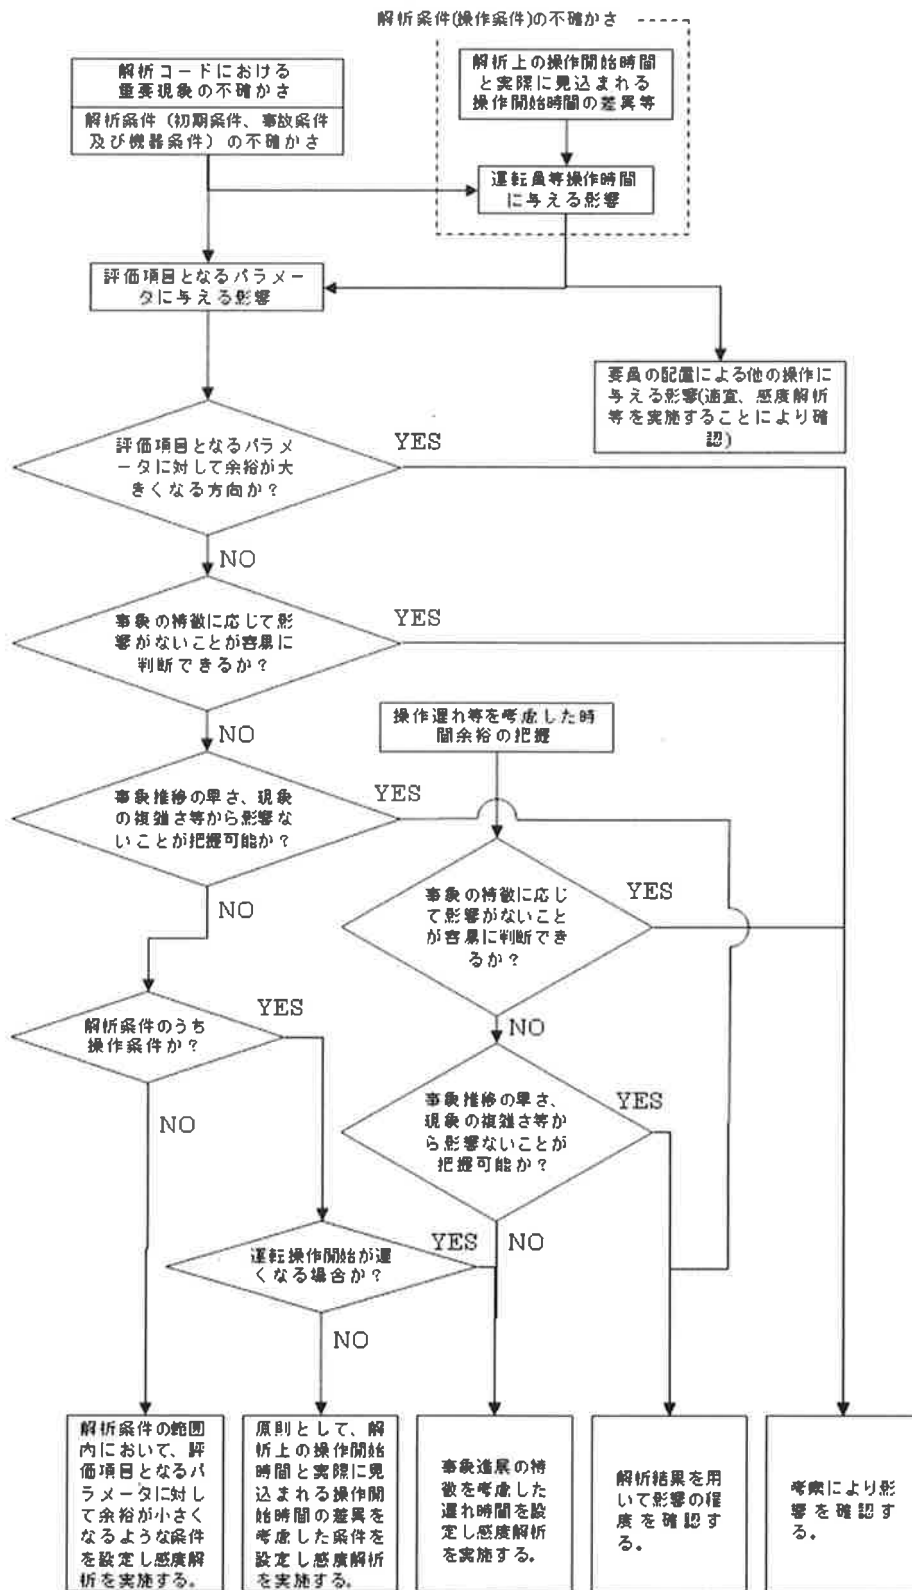 解析条件(操作条件)の不確かさ
解析コードにおける
重要現象の不確かさ
解析条件（初期条件、事故条件
及び機器条件）の不確かさ
解析上の操作開始時間
と実際に見込まれる
操作開始時間の差異等
運転員等操作時間
に与える影響
評価項目となるパラメー
タに与える影響
要員の配置による他の操作に
与える影響(適宜、感度解析
等を実施することにより確
認)
評価項目となるパラメ
ータに対して余裕が大
きくなる方向か？
YES
NO
事象の特徴に応じて影
響がないことが容易に
判断できるか？
YES
NO
操作遅れ等を考慮した時
間余裕の把握
事象推移の早さ、現象
の複雑さ等から影響な
いことが把握可能か？
YES
NO
事象の特徴に応じ
て影響がないこと
が容易に判断でき
るか？
YES
NO
解析条件のうち
操作条件か？
YES
NO
事象推移の早さ、
現象の複雑さ等か
ら影響ないことが
把握可能か？
YES
NO
運転操作開始が遅
くなる場合か？
YES
NO
解析条件の範囲
内において、評
価項目となるパ
ラメータに対し
て余裕が小さく
なるような条件
を設定し感度解
析を実施する。
原則として、解
析上の操作開始
時間と実際に見
込まれる操作開
始時間の差異を
考慮した条件を
設定し感度解析
を実施する。
事象進展の特
徴を考慮した
遅れ時間を設
定し感度解析
を実施する。
解析結果を用
いて影響の程
度を確認す
る。
考察により影
響を確認す
る。